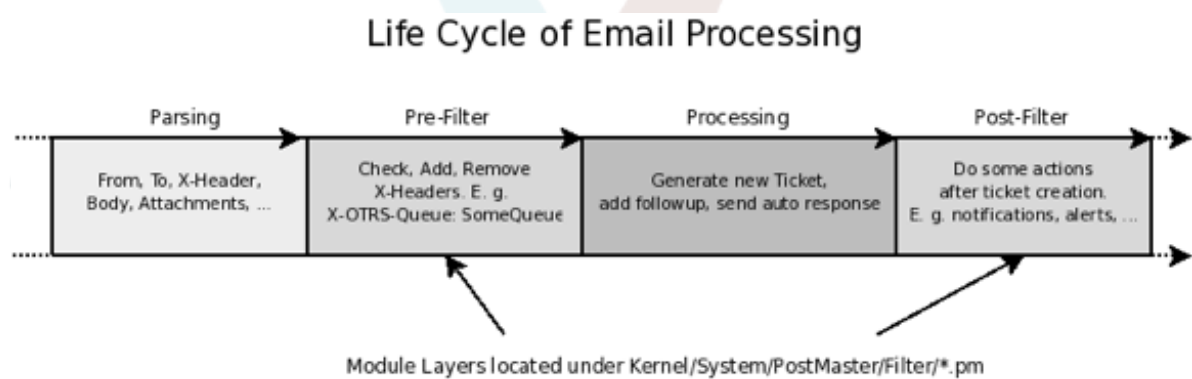 Life Cycle of Email Processing
Parsing
Pre-Filter
Processing
Post-Filter
From, To, X-Header,
Body, Attachments, ...
Check, Add, Remove
X-Headers. E. g.
X-OTRS-Queue: SomeQueue
Generate new Ticket,
add followup, send auto response
Do some actions
after ticket creation.
E. g. notifications, alerts, ...
Module Layers located under Kernel/System/PostMaster/Filter/*.pm